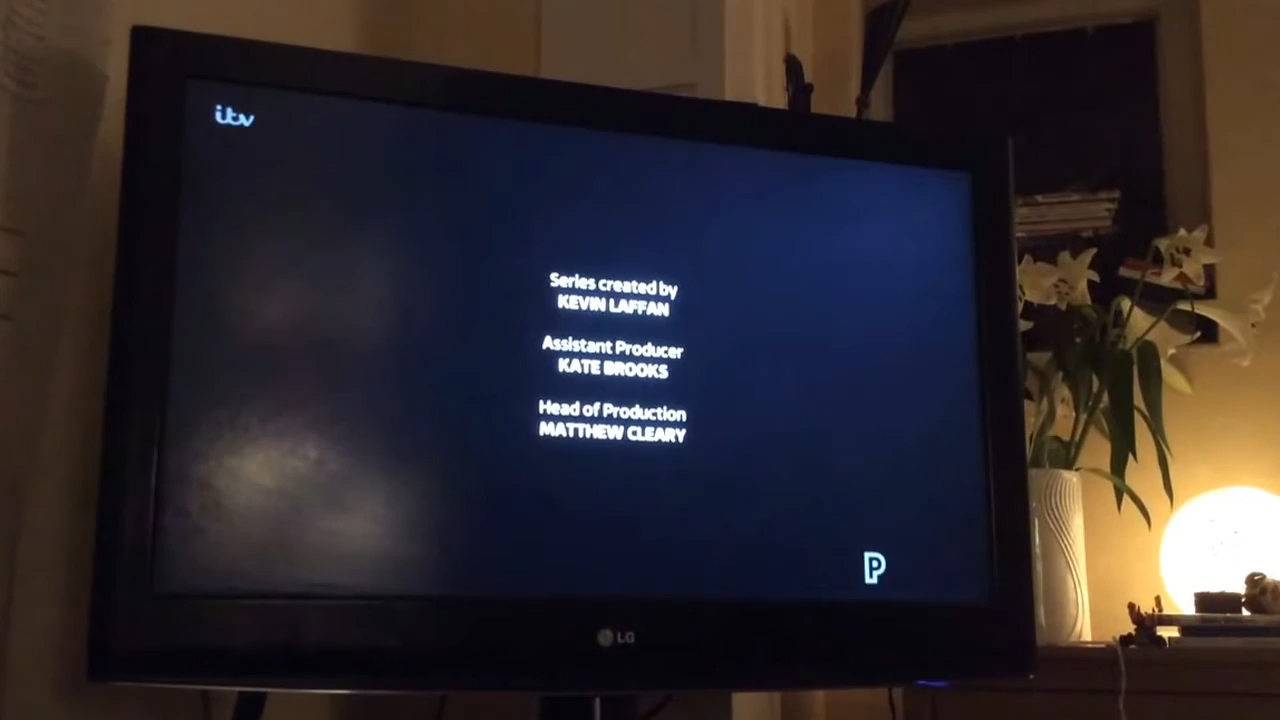 itv
Series created by
KEVIN LAFFAN
Assistant Producer
KATE BROOKS
Head of Production
MATTHEW CLEARY
P
LG